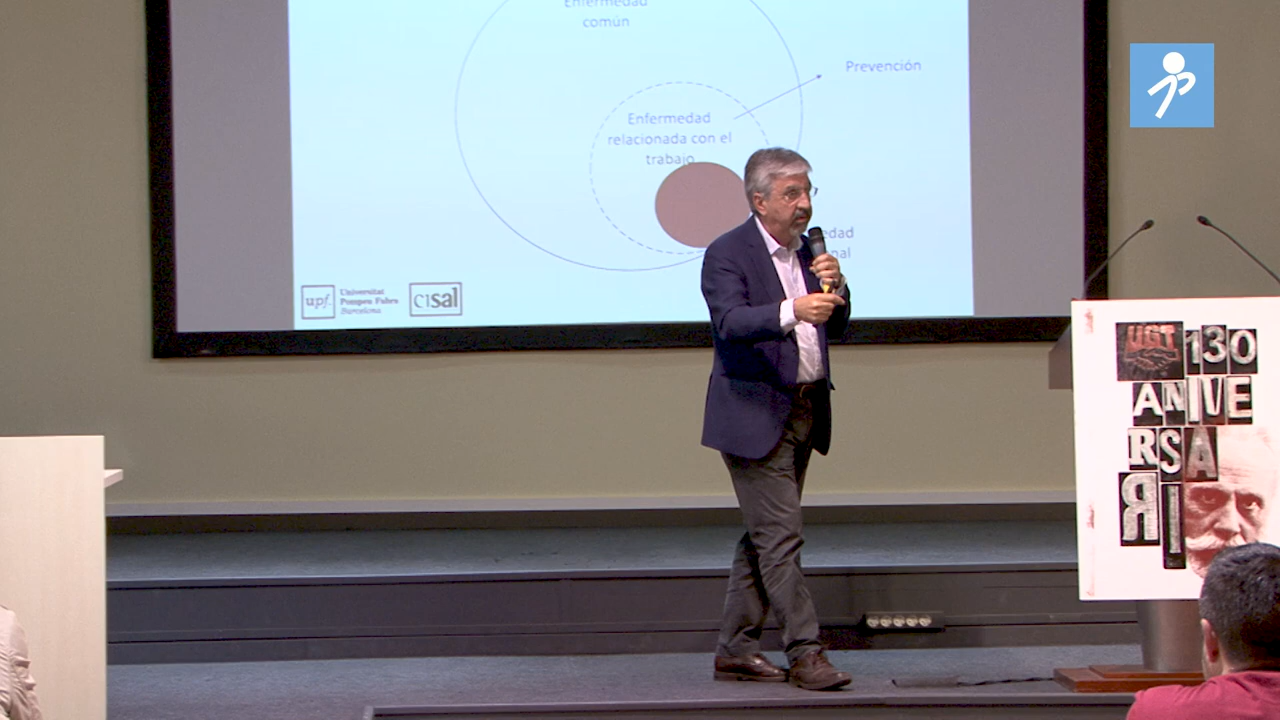 Enfermedad
común
Prevención
Enfermedad
relacionada con el
trabajo
edad
nal
upf.
Universitat
Pompeu Fabra
Barcelona
cisal
UGT 130
ANIVE
RSA
RI